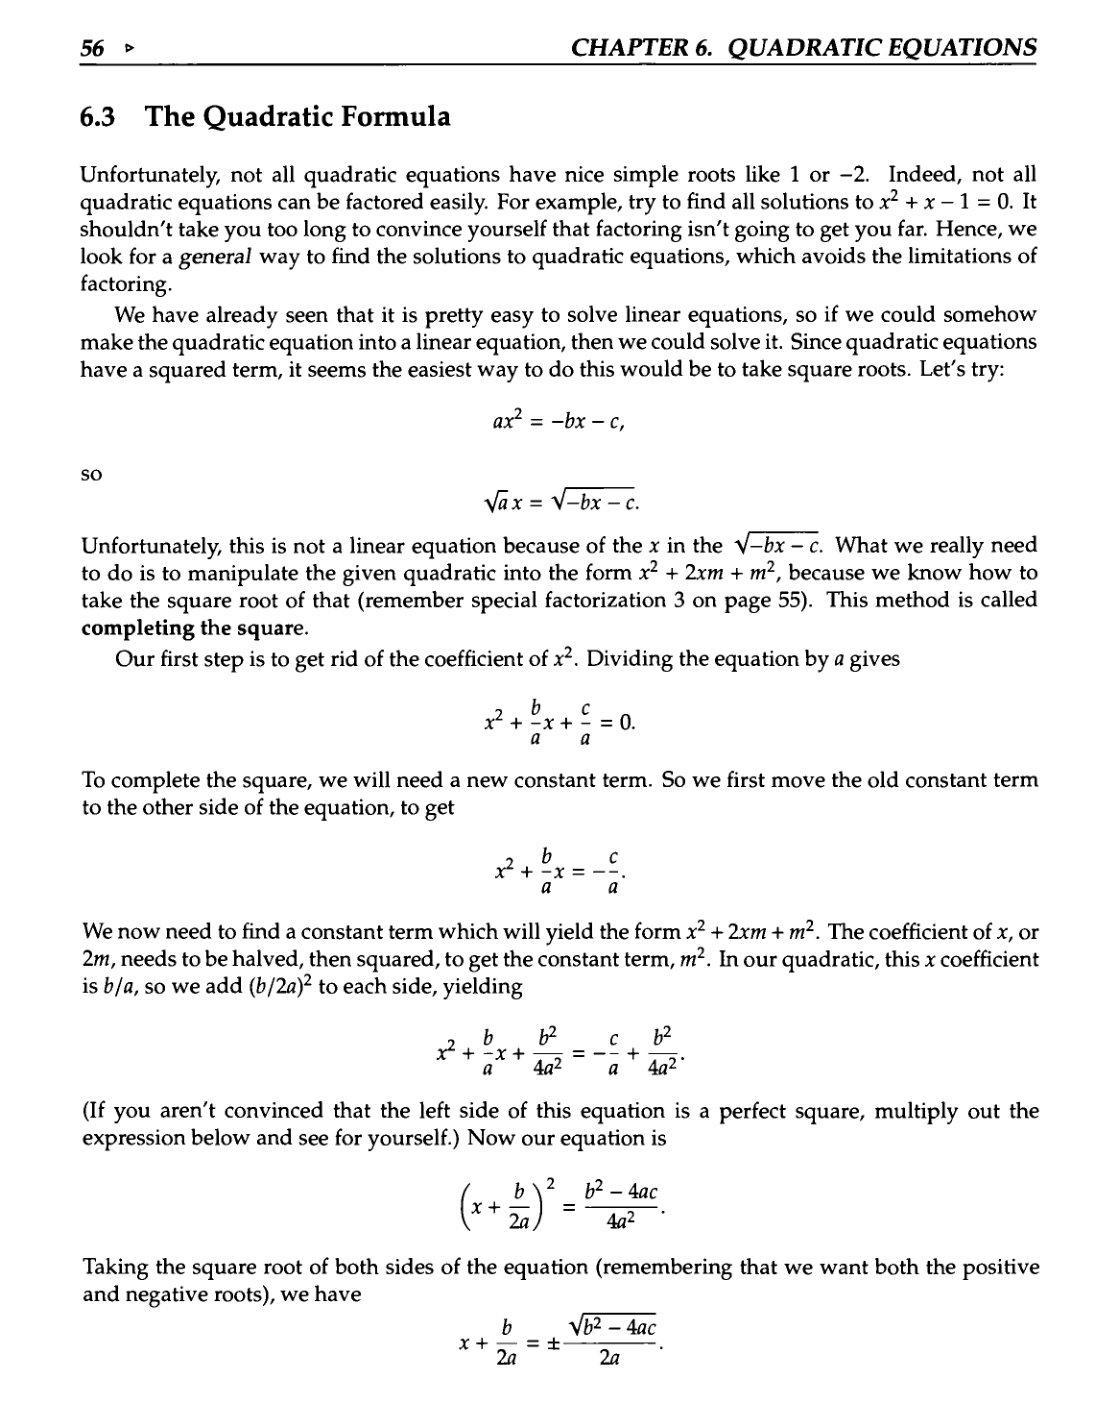 56 ▹ CHAPTER 6. QUADRATIC EQUATIONS
6.3 The Quadratic Formula
Unfortunately, not all quadratic equations have nice simple roots like 1 or −2. Indeed, not all
quadratic equations can be factored easily. For example, try to find all solutions to x² + x − 1 = 0. It
shouldn't take you too long to convince yourself that factoring isn't going to get you far. Hence, we
look for a general way to find the solutions to quadratic equations, which avoids the limitations of
factoring.
We have already seen that it is pretty easy to solve linear equations, so if we could somehow
make the quadratic equation into a linear equation, then we could solve it. Since quadratic equations
have a squared term, it seems the easiest way to do this would be to take square roots. Let's try:
ax² = −bx − c,
so
√a x = √(−bx − c).
Unfortunately, this is not a linear equation because of the x in the √(−bx − c). What we really need
to do is to manipulate the given quadratic into the form x² + 2xm + m², because we know how to
take the square root of that (remember special factorization 3 on page 55). This method is called
completing the square.
Our first step is to get rid of the coefficient of x². Dividing the equation by a gives
x² + (b/a)x + c/a = 0.
To complete the square, we will need a new constant term. So we first move the old constant term
to the other side of the equation, to get
x² + (b/a)x = −c/a.
We now need to find a constant term which will yield the form x² + 2xm + m². The coefficient of x, or
2m, needs to be halved, then squared, to get the constant term, m². In our quadratic, this x coefficient
is b/a, so we add (b/2a)² to each side, yielding
x² + (b/a)x + b²/4a² = −c/a + b²/4a².
(If you aren't convinced that the left side of this equation is a perfect square, multiply out the
expression below and see for yourself.) Now our equation is
(x + b/2a)² = (b² − 4ac)/4a².
Taking the square root of both sides of the equation (remembering that we want both the positive
and negative roots), we have
x + b/2a = ±√(b² − 4ac)/2a.